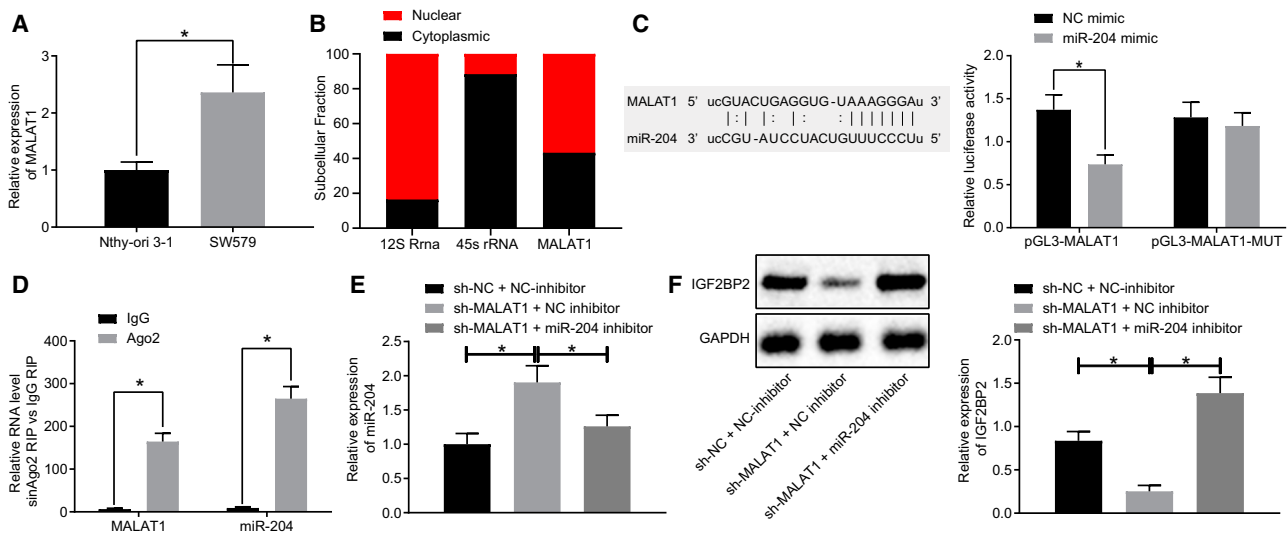 A
Relative expression
of MALAT1
3
2
1
0
*
Nthy-ori 3-1
SW579
B
Nuclear
Cytoplasmic
Subcellular Fraction
100
80
60
40
20
0
12S Rrna
45s rRNA
MALAT1
C
MALAT1 5' ucGUACUGAGGUG-UAAAGGGAu 3'
| : | | : | : : | | | | | | |
miR-204 3' ucCGU-AUCCUACUGUUUCCCUu 5'
NC mimic
miR-204 mimic
Relative luciferase activity
2.0
1.5
1.0
0.5
0.0
*
pGL3-MALAT1
pGL3-MALAT1-MUT
D
IgG
Ago2
Relative RNA level
sinAgo2 RIP vs IgG RIP
400
300
200
100
0
*
*
MALAT1
miR-204
E
sh-NC + NC-inhibitor
sh-MALAT1 + NC inhibitor
sh-MALAT1 + miR-204 inhibitor
Relative expression
of miR-204
2.5
2.0
1.5
1.0
0.5
0.0
*
*
F
IGF2BP2
GAPDH
sh-NC + NC-inhibitor
sh-MALAT1 + NC inhibitor
sh-MALAT1 + miR-204 inhibitor
sh-NC + NC-inhibitor
sh-MALAT1 + NC inhibitor
sh-MALAT1 + miR-204 inhibitor
Relative expression
of IGF2BP2
2.0
1.5
1.0
0.5
0.0
*
*